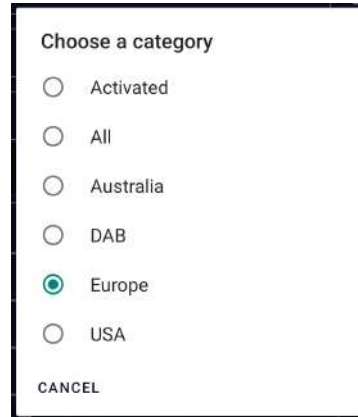 Choose a category
Activated
All
Australia
DAB
Europe
USA
CANCEL